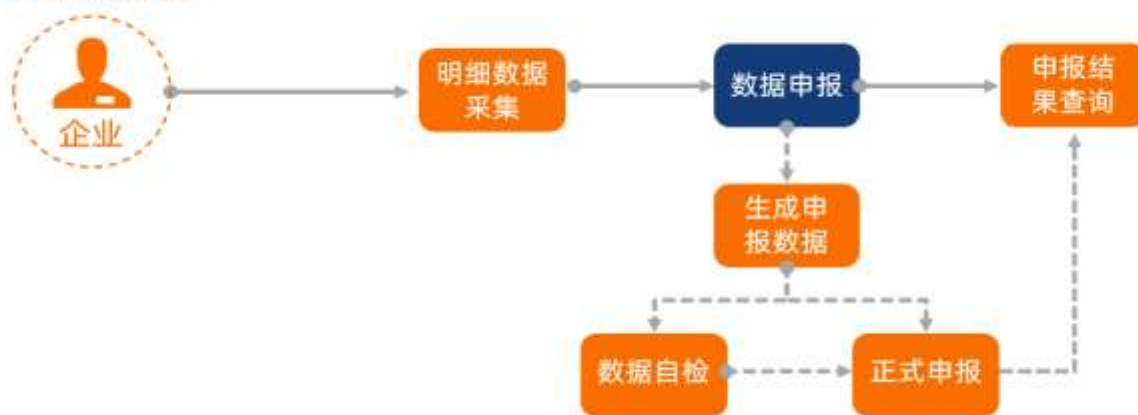 企业
明细数据
采集
数据申报
申报结
果查询
生成申
报数据
数据自检
正式申报